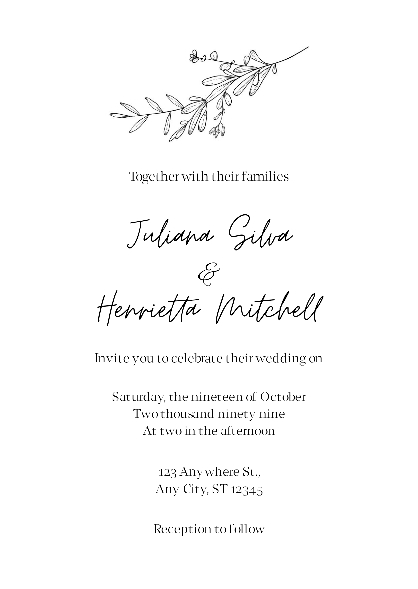 Together with their families
Juliana Silva
&
Henrietta Mitchell
Invite you to celebrate their wedding on
Saturday, the nineteen of October
Two thousand ninety nine
At two in the afternoon
123 Anywhere St.,
Any City, ST 12345
Reception to follow